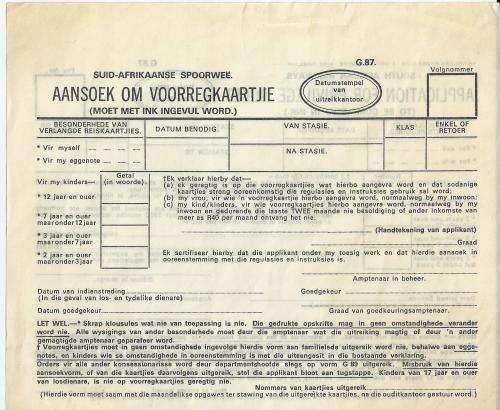 G.87.
SUID-AFRIKAANSE SPOORWEE.
AANSOEK OM VOORREGKAARTJIE
(MOET MET INK INGEVUL WORD.)
Datumstempel
van
uitreikkantoor.
Volgnommer
BESONDERHEDE VAN
VERLANGDE REISKAARTJIES.
DATUM BENODIG.
VAN STASIE.
KLAS
ENKEL OF
RETOER
* Vir myself
* Vir my eggenote
NA STASIE.
Vir my kinders—
Getal
(in woorde).
* 12 jaar en ouer
* 7 jaar en ouer
maar onder 12 jaar
* 3 jaar en ouer
maar onder 7 jaar
* 2 jaar en ouer
maar onder 3 jaar
†Ek verklaar hierby dat—
(a) ek geregtig is op die voorregkaartjies wat hierbo aangevra word en dat sodanige
kaartjies streng ooreenkomstig die regulasies en instruksies gebruik sal word;
(b) my vrou, vir wie 'n voorregkaartjie hierbo aangevra word, normaalweg by my inwoon;
(c) my kind/kinders, vir wie voorregkaartjies hierbo aangevra word, normaalweg by my
inwoon en gedurende die laaste TWEE maande nie besoldiging of ander inkomste van
meer as R40 per maand ontvang het nie.
(Handtekening van applikant)
Graad
Ek sertifiseer hierby dat die applikant onder my toesig werk en dat hierdie aansoek in
ooreenstemming met die regulasies en instruksies is.
Amptenaar in beheer.
Datum van indienstreding
Goedgekeur
(In die geval van los- en tydelike dienare)
Datum goedgekeur
Graad van goedkeuringsamptenaar.
LET WEL.—* Skrap klousules wat nie van toepassing is nie. Die gedrukte opskrifte mag in geen omstandighede verander
word nie. Alle wysigings van ander besonderhede moet deur die amptenaar wat die uitreiking magtig of deur 'n ander
gemagtigde amptenaar geparafeer word.
† Voorregkaartjies moet in geen omstandighede ingevolge hierdie vorm aan familielede uitgereik word nie, behalwe aan egge-
notes, en kinders wie se omstandighede in ooreenstemming is met die uiteengesit in die bostaande verklaring.
Orders vir alle ander konsessionarisse word deur departementshoofde slegs op vorm G 89 uitgereik. Misbruik van hierdie
aansoekvorm, of van die kaartjies daarvolgens uitgereik, stel die applikant bloot aan tugstappe. Kinders van 17 jaar en ouer
van losdienare, is nie op voorregkaartjies geregtig nie.
Nommers van kaartjies uitgereik
(Hierdie vorm moet saam met die maandelikse opgawes ter stawing van die uitgereikte kaartjies, na die ouditkantoor gestuur word.)